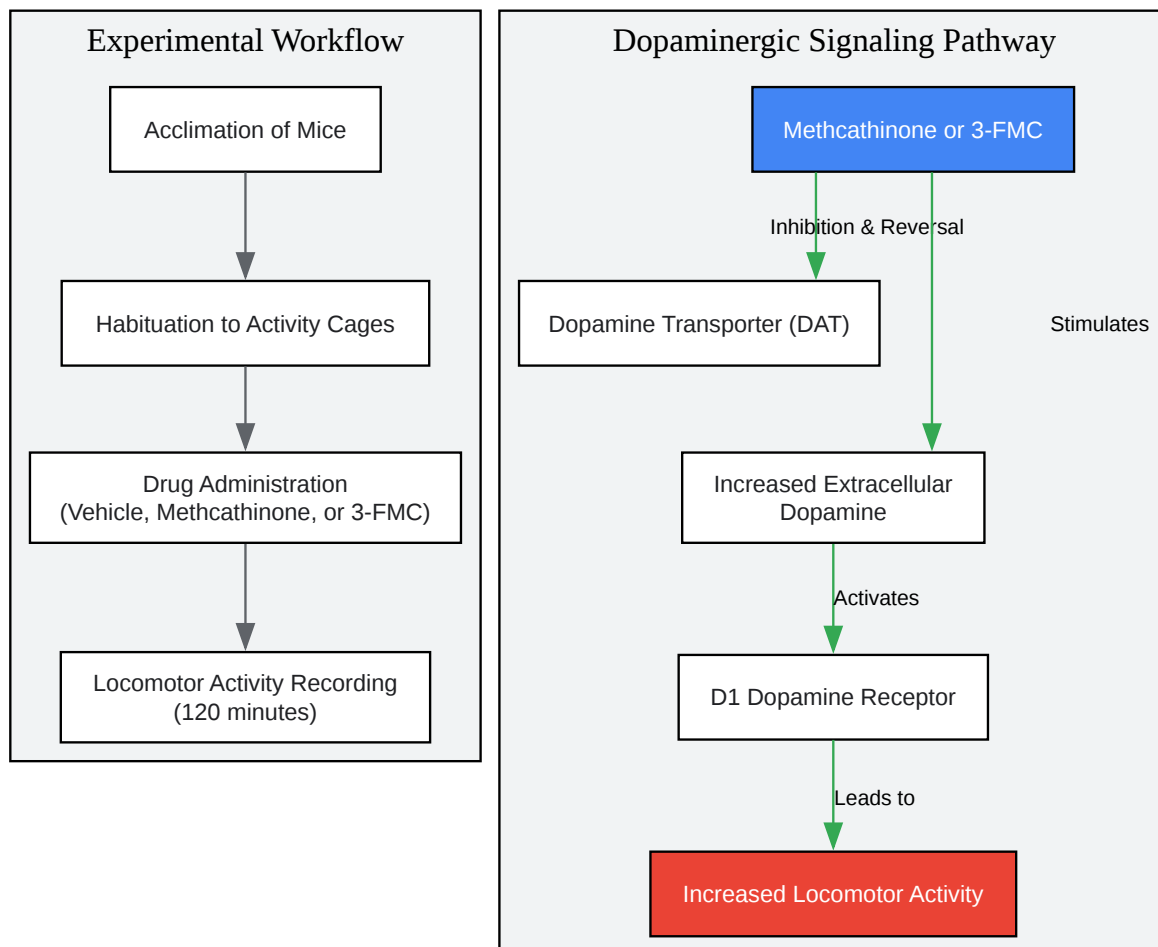 Experimental Workflow
Acclimation of Mice
Habituation to Activity Cages
Drug Administration
(Vehicle, Methcathinone, or 3-FMC)
Locomotor Activity Recording
(120 minutes)
Dopaminergic Signaling Pathway
Methcathinone or 3-FMC
Inhibition & Reversal
Dopamine Transporter (DAT)
Stimulates
Increased Extracellular
Dopamine
Activates
D1 Dopamine Receptor
Leads to
Increased Locomotor Activity